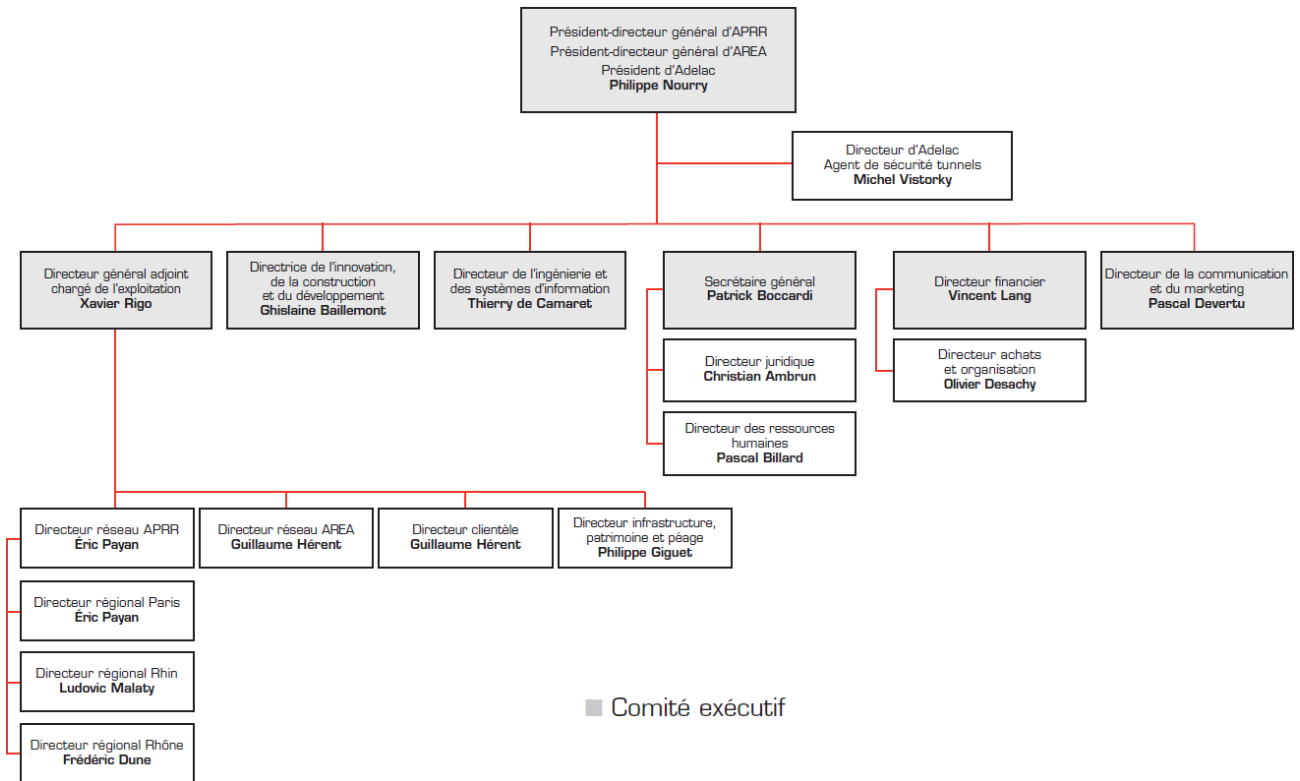 Président-directeur général d'APRR
Président-directeur général d'AREA
Président d'Adelac
Philippe Nourry
Directeur d'Adelac
Agent de sécurité tunnels
Michel Vistorky
Directeur général adjoint
chargé de l'exploitation
Xavier Rigo
Directrice de l'innovation,
de la construction
et du développement
Ghislaine Baillemont
Directeur de l'ingénierie et
des systèmes d'information
Thierry de Camaret
Secrétaire général
Patrick Boccardi
Directeur financier
Vincent Lang
Directeur de la communication
et du marketing
Pascal Devertu
Directeur juridique
Christian Ambrun
Directeur achats
et organisation
Olivier Desachy
Directeur des ressources
humaines
Pascal Billard
Directeur réseau APRR
Éric Payan
Directeur réseau AREA
Guillaume Hérent
Directeur clientèle
Guillaume Hérent
Directeur infrastructure,
patrimoine et péage
Philippe Giguet
Directeur régional Paris
Éric Payan
Directeur régional Rhin
Ludovic Malaty
Directeur régional Rhône
Frédéric Dune
Comité exécutif